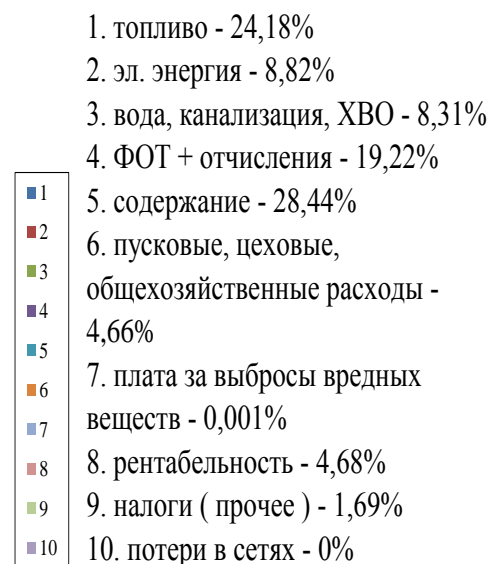 1. топливо - 24,18%
2. эл. энергия - 8,82%
3. вода, канализация, ХВО - 8,31%
4. ФОТ + отчисления - 19,22%
5. содержание - 28,44%
6. пусковые, цеховые,
общехозяйственные расходы -
4,66%
7. плата за выбросы вредных
веществ - 0,001%
8. рентабельность - 4,68%
9. налоги ( прочее ) - 1,69%
10. потери в сетях - 0%
1
2
3
4
5
6
7
8
9
10